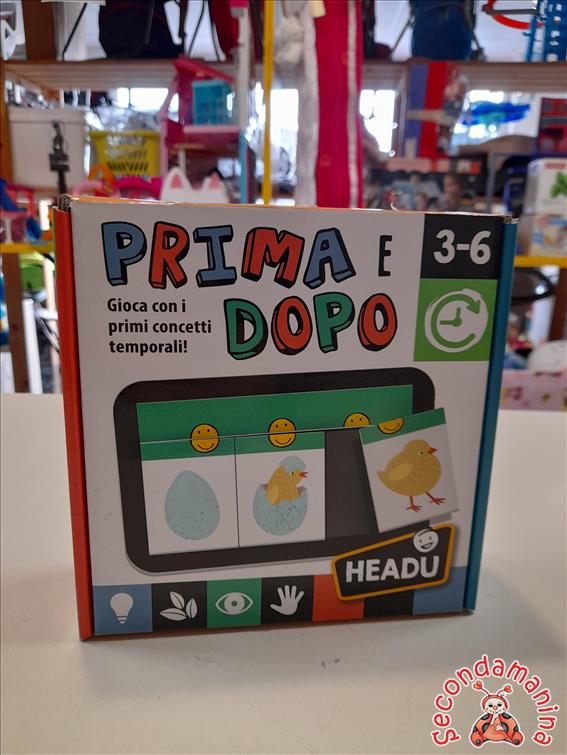 PRIMA E
DOPO
3-6
Gioca con i
primi concetti
temporali!
HEADU
Secondamanina